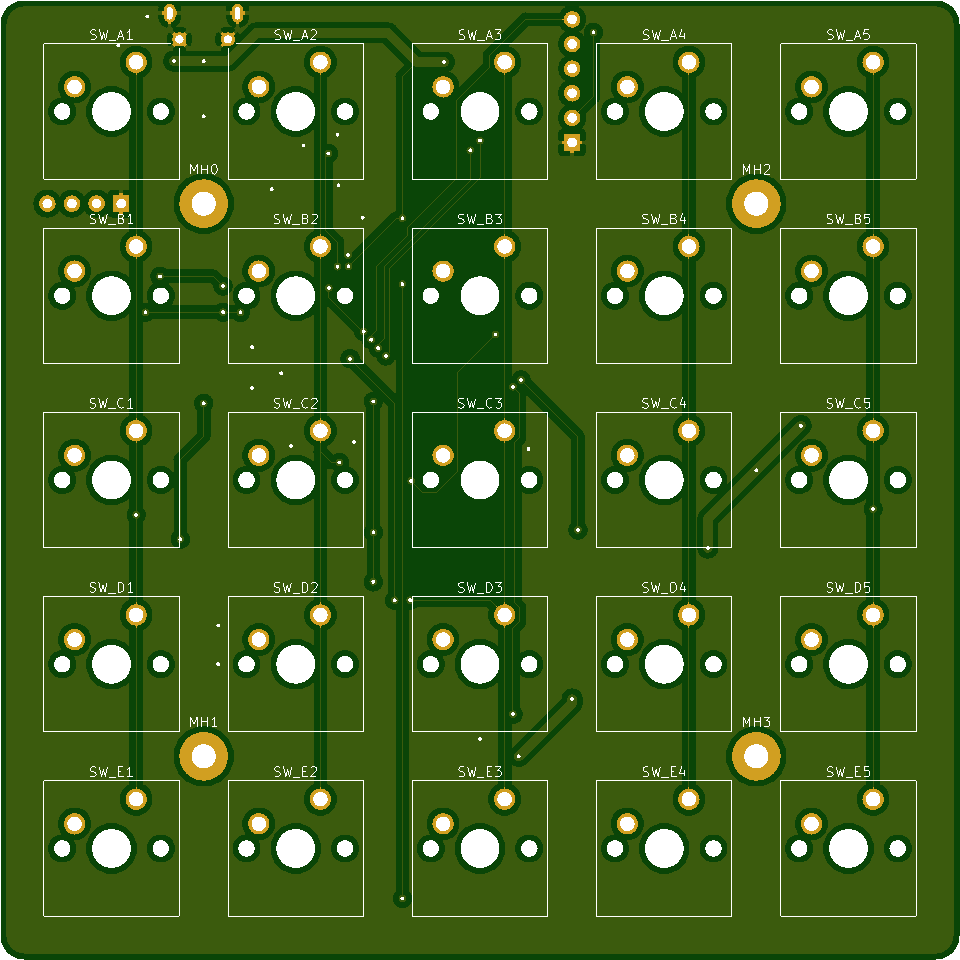 SW_A1 SW_A2 SW_A3 SW_A4 SW_A5
MH0 MH2
SW_B1 SW_B2 SW_B3 SW_B4 SW_B5
SW_C1 SW_C2 SW_C3 SW_C4 SW_C5
SW_D1 SW_D2 SW_D3 SW_D4 SW_D5
MH1 MH3
SW_E1 SW_E2 SW_E3 SW_E4 SW_E5